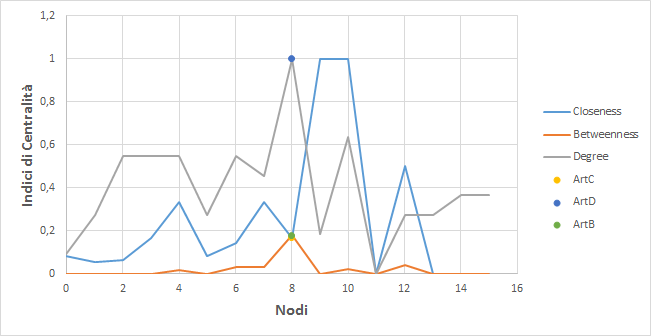 1,2
1
0,8
0,6
0,4
0,2
0
0 2 4 6 8 10 12 14 16
Indici di Centralità
Nodi
Closeness
Betweenness
Degree
ArtC
ArtD
ArtB